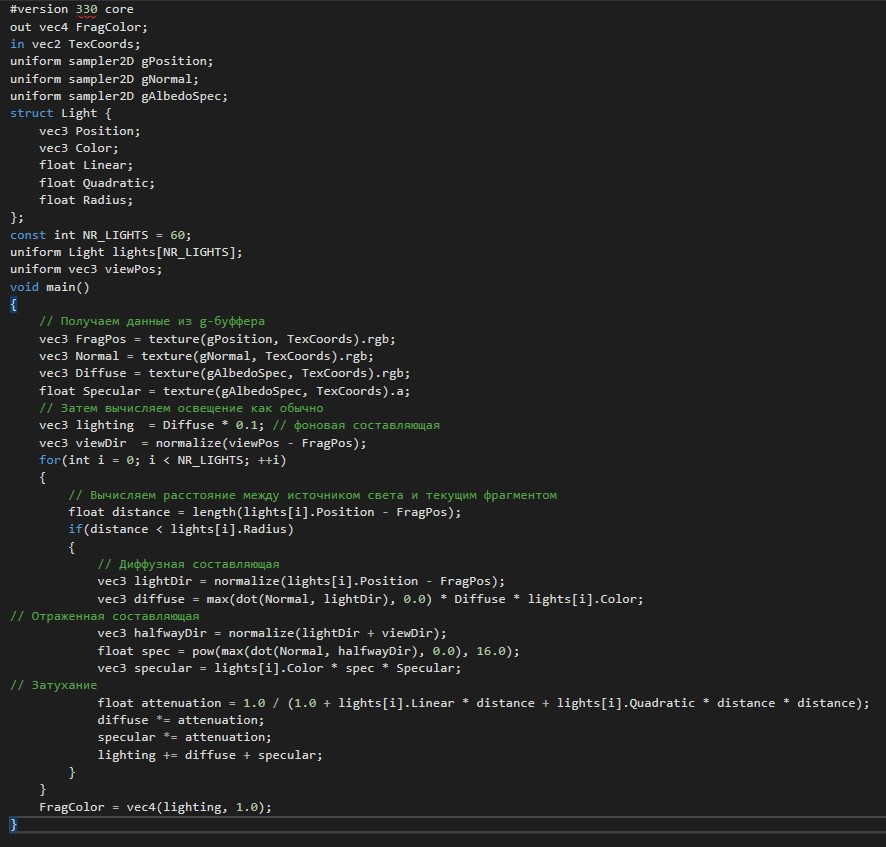 #version 330 core
out vec4 FragColor;
in vec2 TexCoords;
uniform sampler2D gPosition;
uniform sampler2D gNormal;
uniform sampler2D gAlbedoSpec;
struct Light {
    vec3 Position;
    vec3 Color;
    float Linear;
    float Quadratic;
    float Radius;
};
const int NR_LIGHTS = 60;
uniform Light lights[NR_LIGHTS];
uniform vec3 viewPos;
void main()
{
    // Получаем данные из g-буффера
    vec3 FragPos = texture(gPosition, TexCoords).rgb;
    vec3 Normal = texture(gNormal, TexCoords).rgb;
    vec3 Diffuse = texture(gAlbedoSpec, TexCoords).rgb;
    float Specular = texture(gAlbedoSpec, TexCoords).a;
    // Затем вычисляем освещение как обычно
    vec3 lighting  = Diffuse * 0.1; // фоновая составляющая
    vec3 viewDir  = normalize(viewPos - FragPos);
    for(int i = 0; i < NR_LIGHTS; ++i)
    {
        // Вычисляем расстояние между источником света и текущим фрагментом
        float distance = length(lights[i].Position - FragPos);
        if(distance < lights[i].Radius)
        {
            // Диффузная составляющая
            vec3 lightDir = normalize(lights[i].Position - FragPos);
            vec3 diffuse = max(dot(Normal, lightDir), 0.0) * Diffuse * lights[i].Color;
// Отраженная составляющая
            vec3 halfwayDir = normalize(lightDir + viewDir);
            float spec = pow(max(dot(Normal, halfwayDir), 0.0), 16.0);
            vec3 specular = lights[i].Color * spec * Specular;
// Затухание
            float attenuation = 1.0 / (1.0 + lights[i].Linear * distance + lights[i].Quadratic * distance * distance);
            diffuse *= attenuation;
            specular *= attenuation;
            lighting += diffuse + specular;
        }
    }
    FragColor = vec4(lighting, 1.0);
}